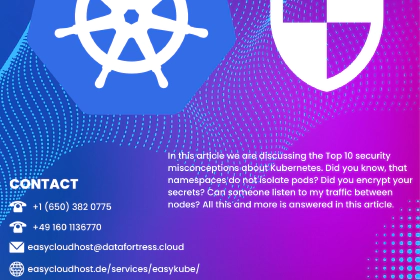 In this article we are discussing the Top 10 security
misconceptions about Kubernetes. Did you know, that
namespaces do not isolate pods? Did you encrypt your
secrets? Can someone listen to my traffic between
nodes? All this and more is answered in this article.
CONTACT
+1 (650) 382 0775
+49 160 1136770
easycloudhost@datafortress.cloud
easycloudhost.de/services/easykube/